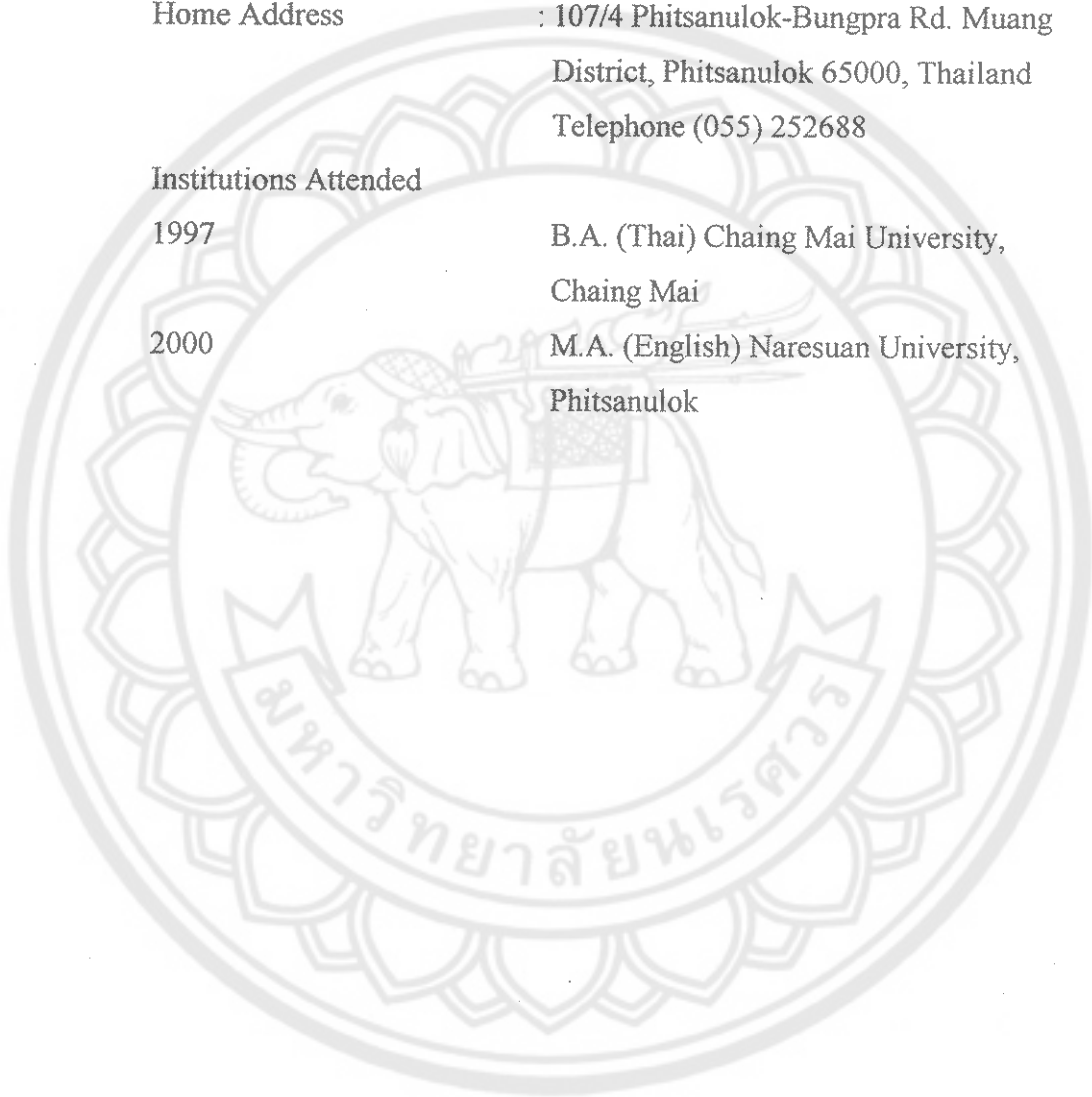 Home Address : 107/4 Phitsanulok-Bungpra Rd. Muang
District, Phitsanulok 65000, Thailand
Telephone (055) 252688
Institutions Attended
1997 B.A. (Thai) Chaing Mai University,
Chaing Mai
2000 M.A. (English) Naresuan University,
Phitsanulok
มหาวิทยาลัยนเรศวร